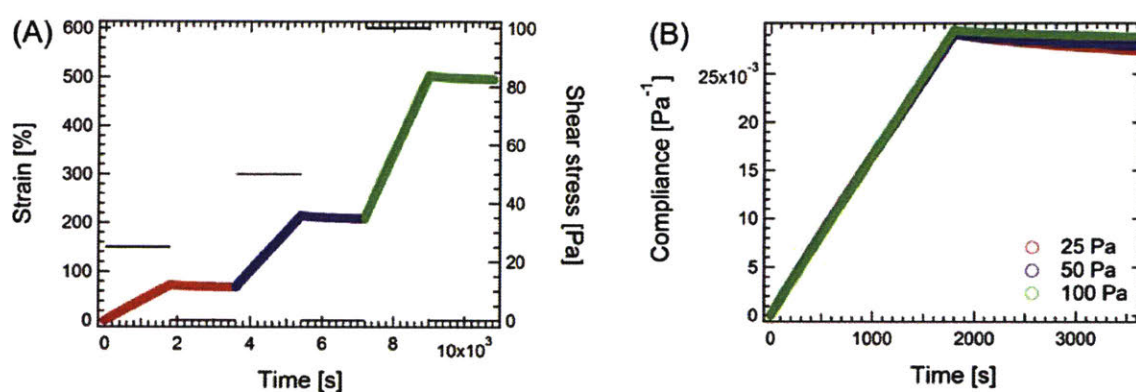 (A)
600
500
400
300
200
100
0
Strain [%]
0
2
4
6
8
10x10³
Time [s]
100
80
60
40
20
0
Shear stress [Pa]
(B)
25x10⁻³
20
15
10
5
0
Compliance [Pa⁻¹]
0
1000
2000
3000
Time [s]
25 Pa
50 Pa
100 Pa